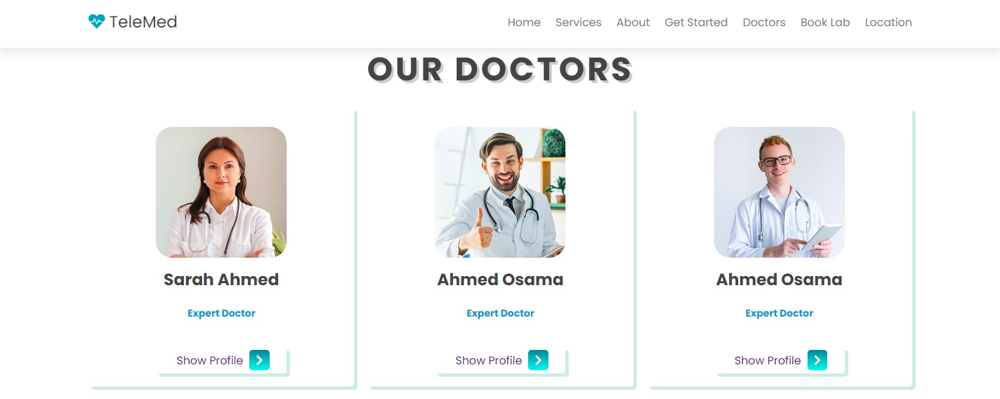 TeleMed
Home Services About Get Started Doctors Book Lab Location
OUR DOCTORS
Sarah Ahmed
Expert Doctor
Show Profile
Ahmed Osama
Expert Doctor
Show Profile
Ahmed Osama
Expert Doctor
Show Profile